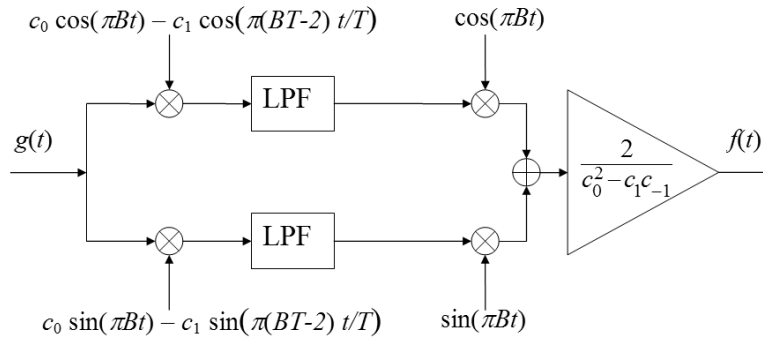 c₀ cos(πBt) – c₁ cos(π(BT-2) t/T)
cos(πBt)
LPF
g(t)
2
c₀² – c₁c₋₁
f(t)
LPF
c₀ sin(πBt) – c₁ sin(π(BT-2) t/T)
sin(πBt)